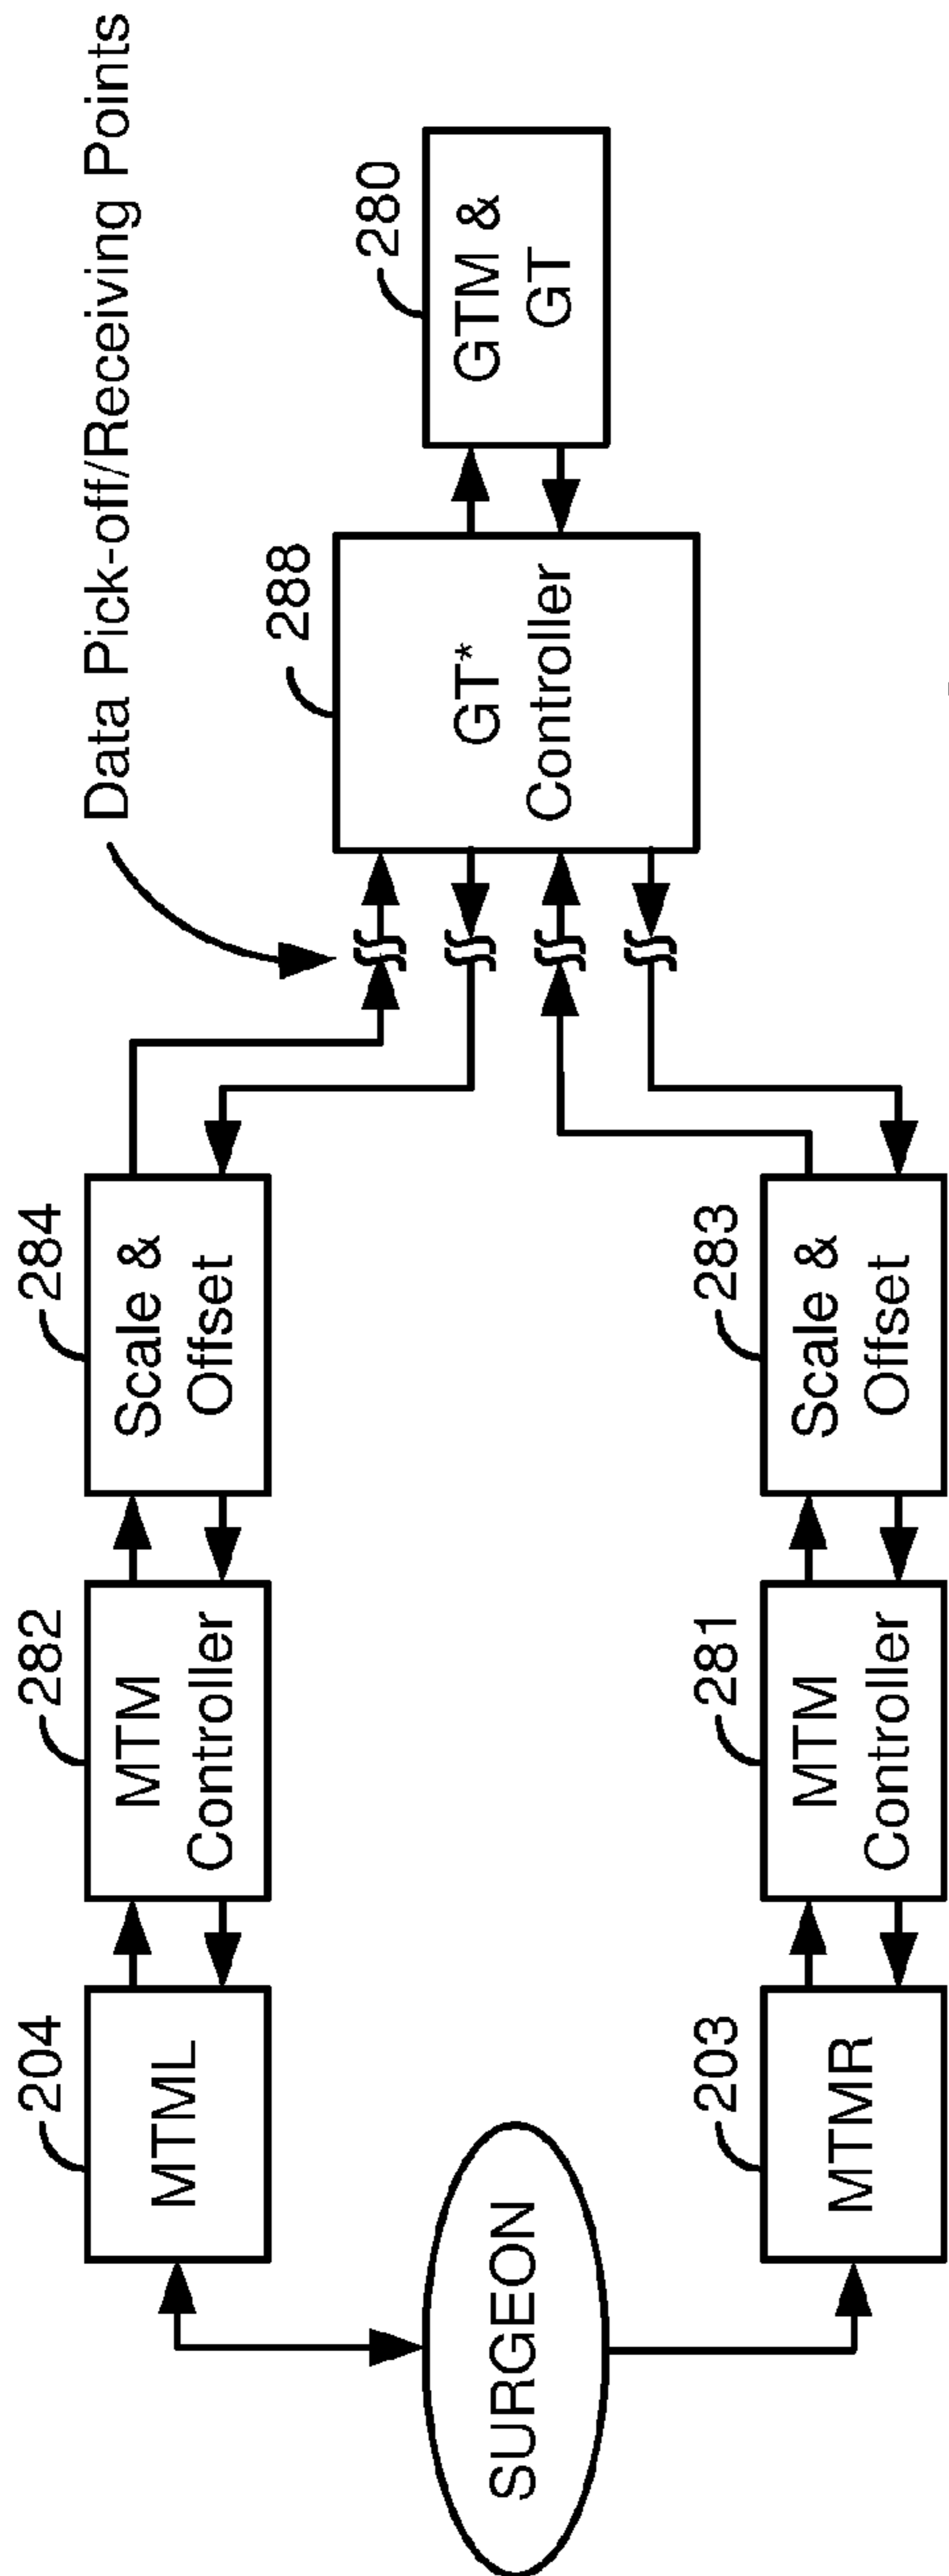 Data Pick-off/Receiving Points
204
282
284
MTML
MTM
Controller
Scale &
Offset
288
280
SURGEON
GT*
Controller
GTM &
GT
203
281
283
MTMR
MTM
Controller
Scale &
Offset